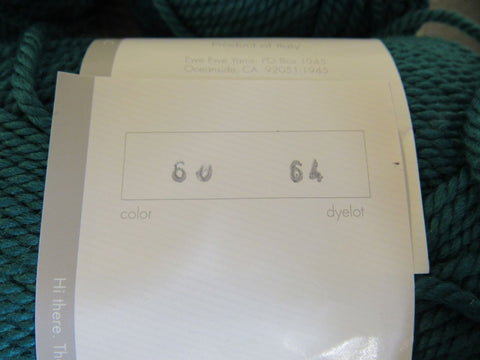 Product of Italy
Ewe Ewe Yarns PO Box 1945
Oceanside, CA 92051-1945
60 64
color dyelot
Hi there. Th